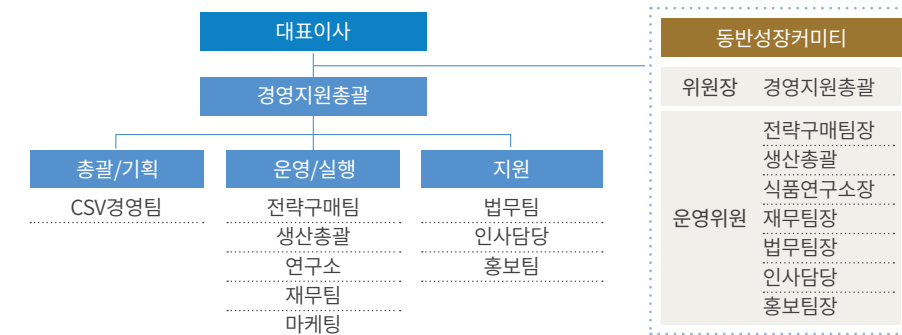 대표이사
경영지원총괄
총괄/기획
CSV경영팀
운영/실행
전략구매팀
생산총괄
연구소
재무팀
마케팅
지원
법무팀
인사담당
홍보팀
동반성장커미티
위원장 경영지원총괄
운영위원
전략구매팀장
생산총괄
식품연구소장
재무팀장
법무팀장
인사담당
홍보팀장